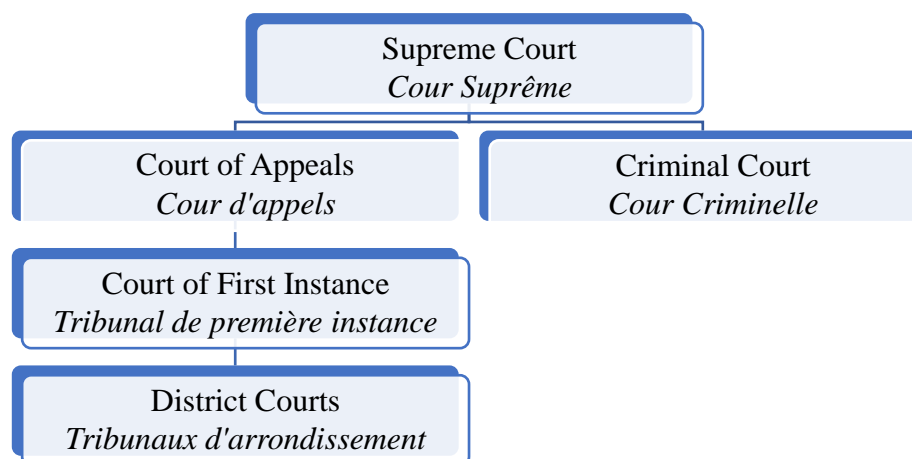 Supreme Court
Cour Suprême
Court of Appeals
Cour d'appels
Criminal Court
Cour Criminelle
Court of First Instance
Tribunal de première instance
District Courts
Tribunaux d'arrondissement